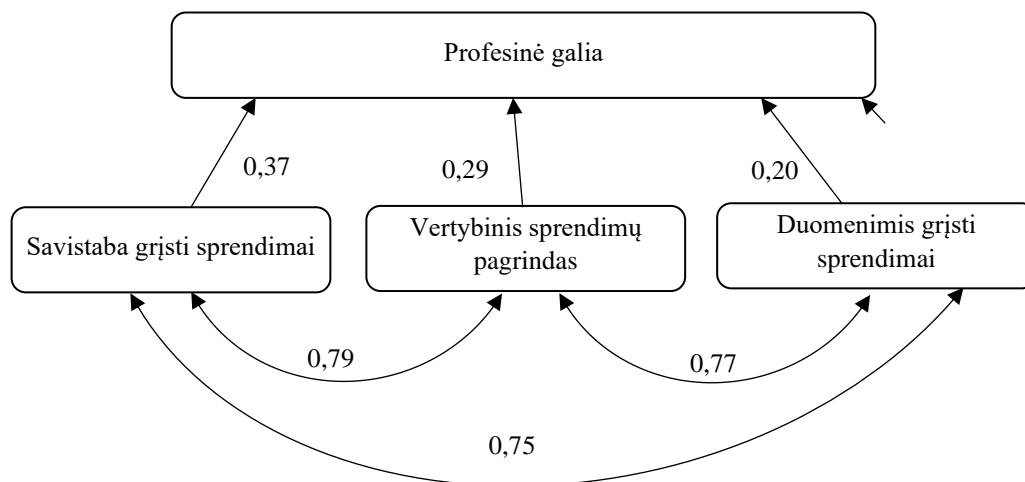 Profesinė galia
0,37
0,29
0,20
Savistaba grįsti sprendimai
Vertybinis sprendimų
pagrindas
Duomenimis grįsti
sprendimai
0,79
0,77
0,75